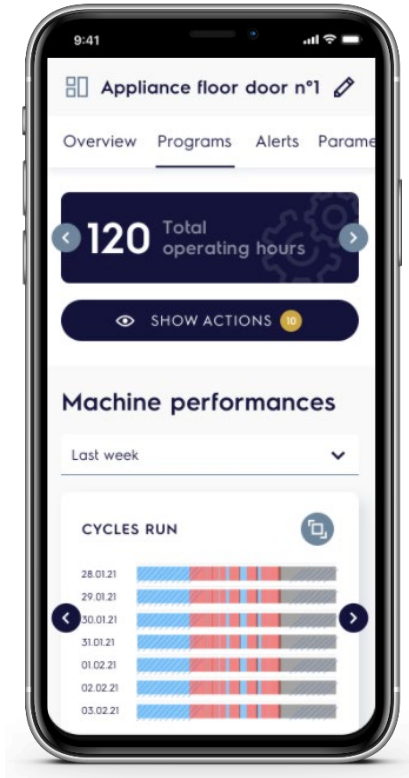 9:41
Appliance floor door n°1
Overview Programs Alerts Parame
120 Total
operating hours
SHOW ACTIONS 10
Machine performances
Last week
CYCLES RUN
28.01.21
29.01.21
30.01.21
31.01.21
01.02.21
02.02.21
03.02.21